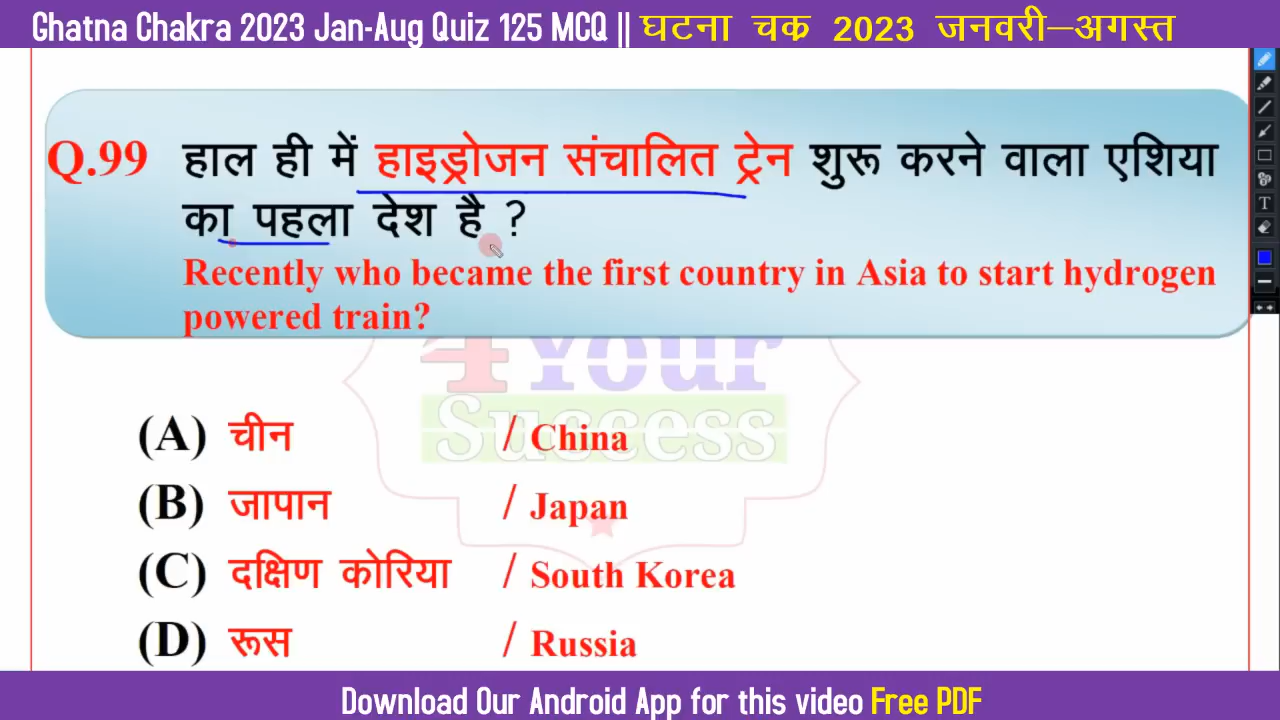 Ghatna Chakra 2023 Jan-Aug Quiz 125 MCQ || घटना चक्र 2023 जनवरी–अगस्त
Q.99 हाल ही में हाइड्रोजन संचालित ट्रेन शुरू करने वाला एशिया
का पहला देश है ?
Recently who became the first country in Asia to start hydrogen
powered train?
4 Your
Success
(A) चीन / China
(B) जापान / Japan
(C) दक्षिण कोरिया / South Korea
(D) रूस / Russia
Download Our Android App for this video Free PDF